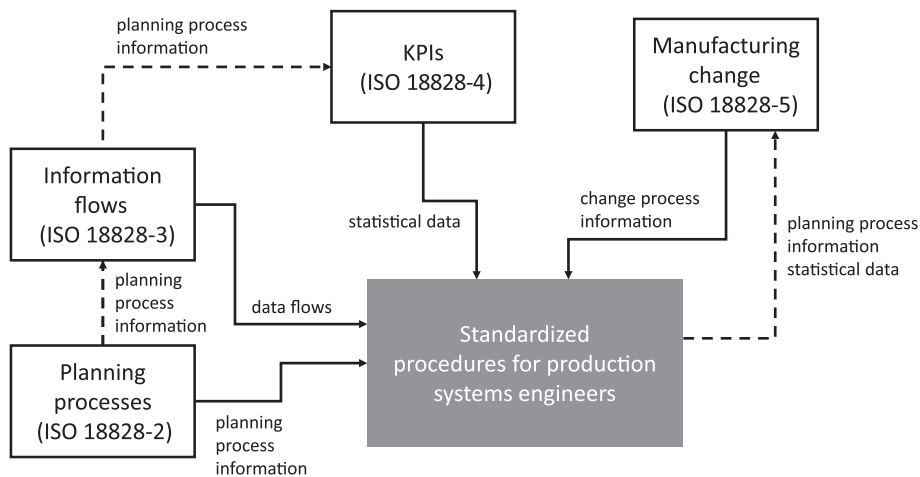 planning process
information
KPIs
(ISO 18828-4)
Manufacturing
change
(ISO 18828-5)
Information
flows
(ISO 18828-3)
statistical data
change process
information
planning process
information
statistical data
planning
process
information
data flows
Standardized
procedures for production
systems engineers
Planning
processes
(ISO 18828-2)
planning
process
information